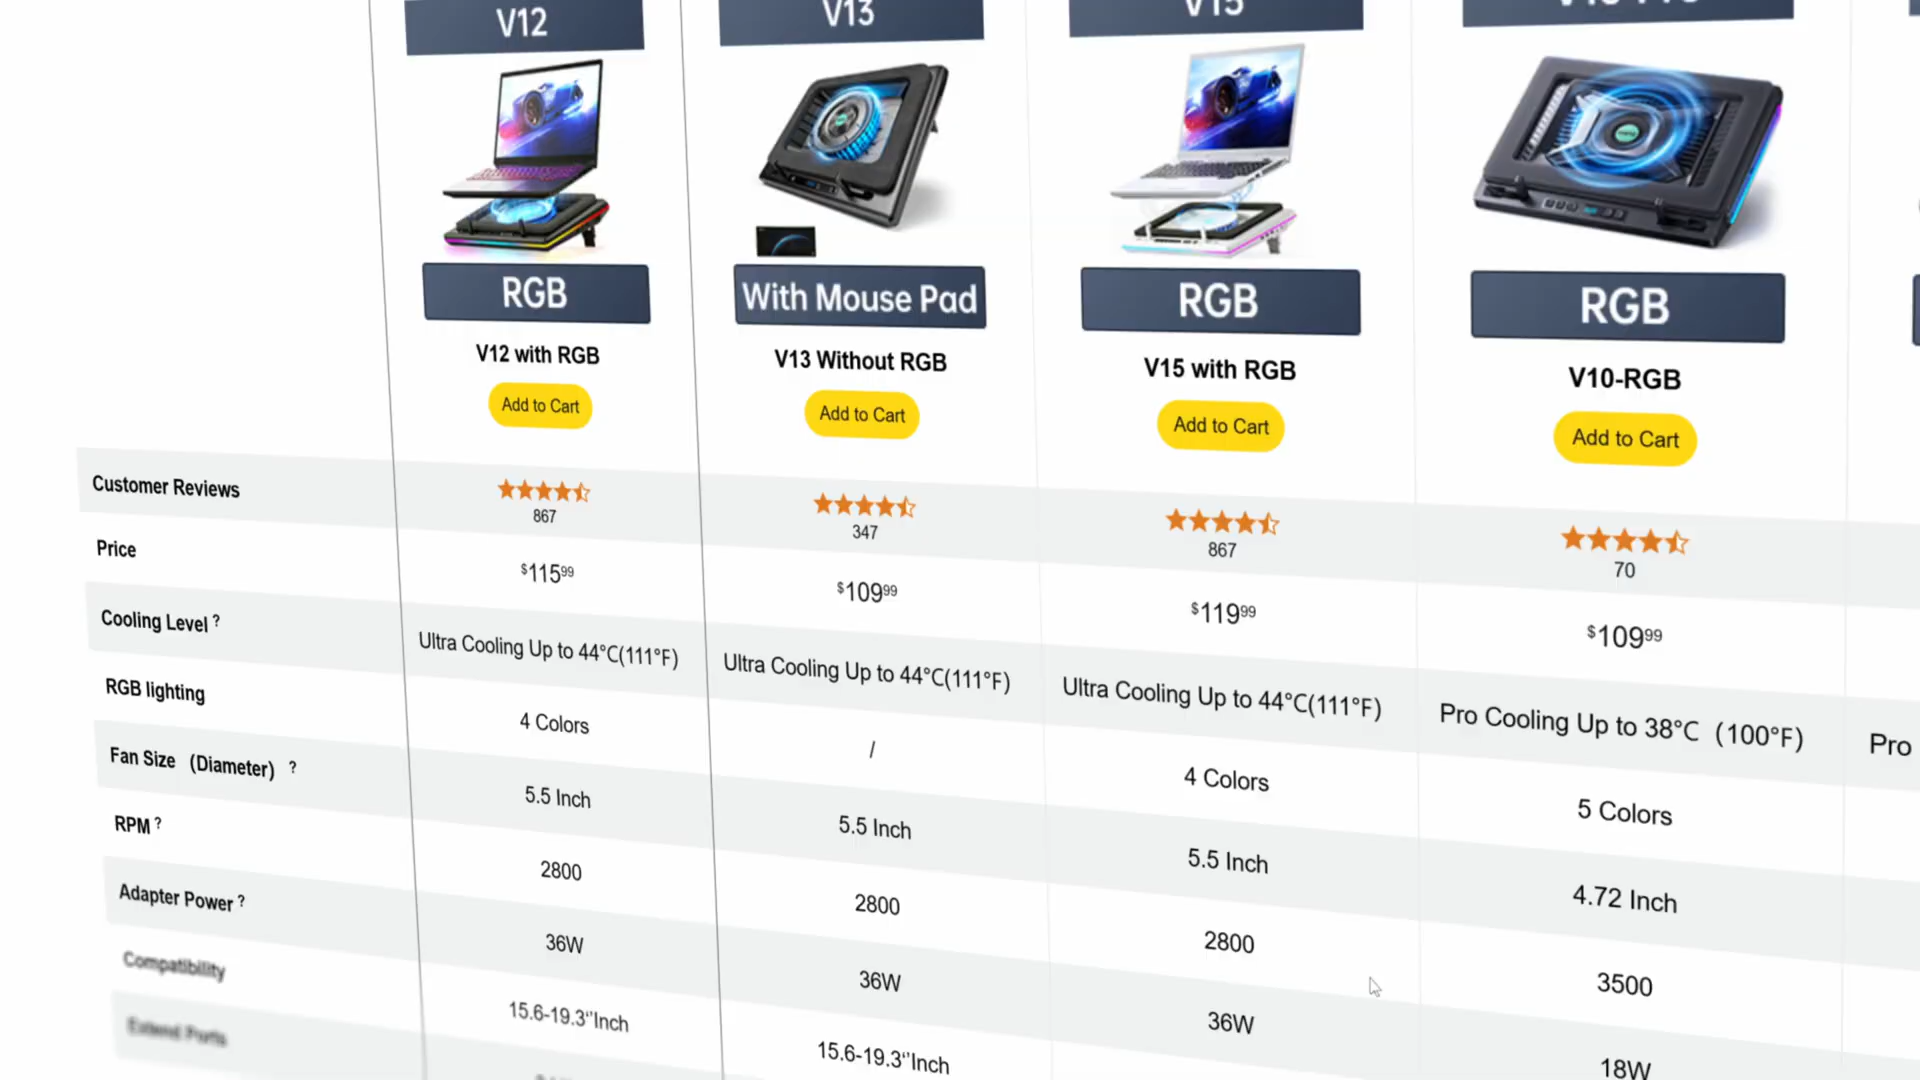 V12
V13
V15
RGB
With Mouse Pad
RGB
RGB
V12 with RGB
V13 Without RGB
V15 with RGB
V10-RGB
Add to Cart
Add to Cart
Add to Cart
Add to Cart
Customer Reviews
867
347
867
70
Price
$115.99
$109.99
$119.99
$109.99
Cooling Level ?
Ultra Cooling Up to 44°C(111°F)
Ultra Cooling Up to 44°C(111°F)
Ultra Cooling Up to 44°C(111°F)
Pro Cooling Up to 38°C（100°F)
Pro
RGB lighting
4 Colors
/
4 Colors
5 Colors
Fan Size （Diameter） ?
5.5 Inch
5.5 Inch
5.5 Inch
4.72 Inch
RPM ?
2800
2800
2800
3500
Adapter Power ?
36W
36W
36W
18W
Compatibility
15.6-19.3''Inch
15.6-19.3''Inch
Extend Ports